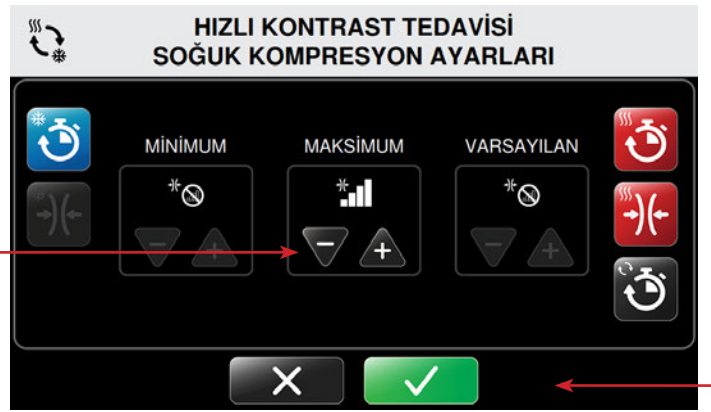 HIZLI KONTRAST TEDAVİSİ
SOĞUK KOMPRESYON AYARLARI
MİNİMUM
MAKSİMUM
VARSAYILAN